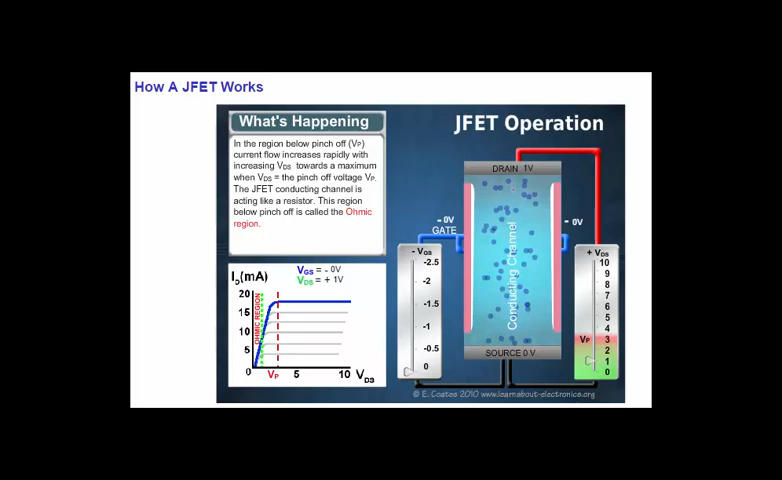 How A JFET Works
What's Happening
In the region below pinch off (VP)
current flow increases rapidly with
increasing VDS towards a maximum
when VDS = the pinch off voltage VP.
The JFET conducting channel is
acting like a resistor. This region
below pinch off is called the Ohmic
region.
JFET Operation
DRAIN 1V
- 0V
GATE
- 0V
Conducting Channel
- VGS
-2.5
-2
-1.5
-1
-0.5
0
+ VDS
10
9
8
7
6
5
4
VP 3
2
1
0
SOURCE 0 V
ID(mA)
VGS = - 0V
VDS = + 1V
20
15
10
5
0
OHMIC REGION
VP
5
10
VDS
© E. Coates 2010 www.learnabout-electronics.org